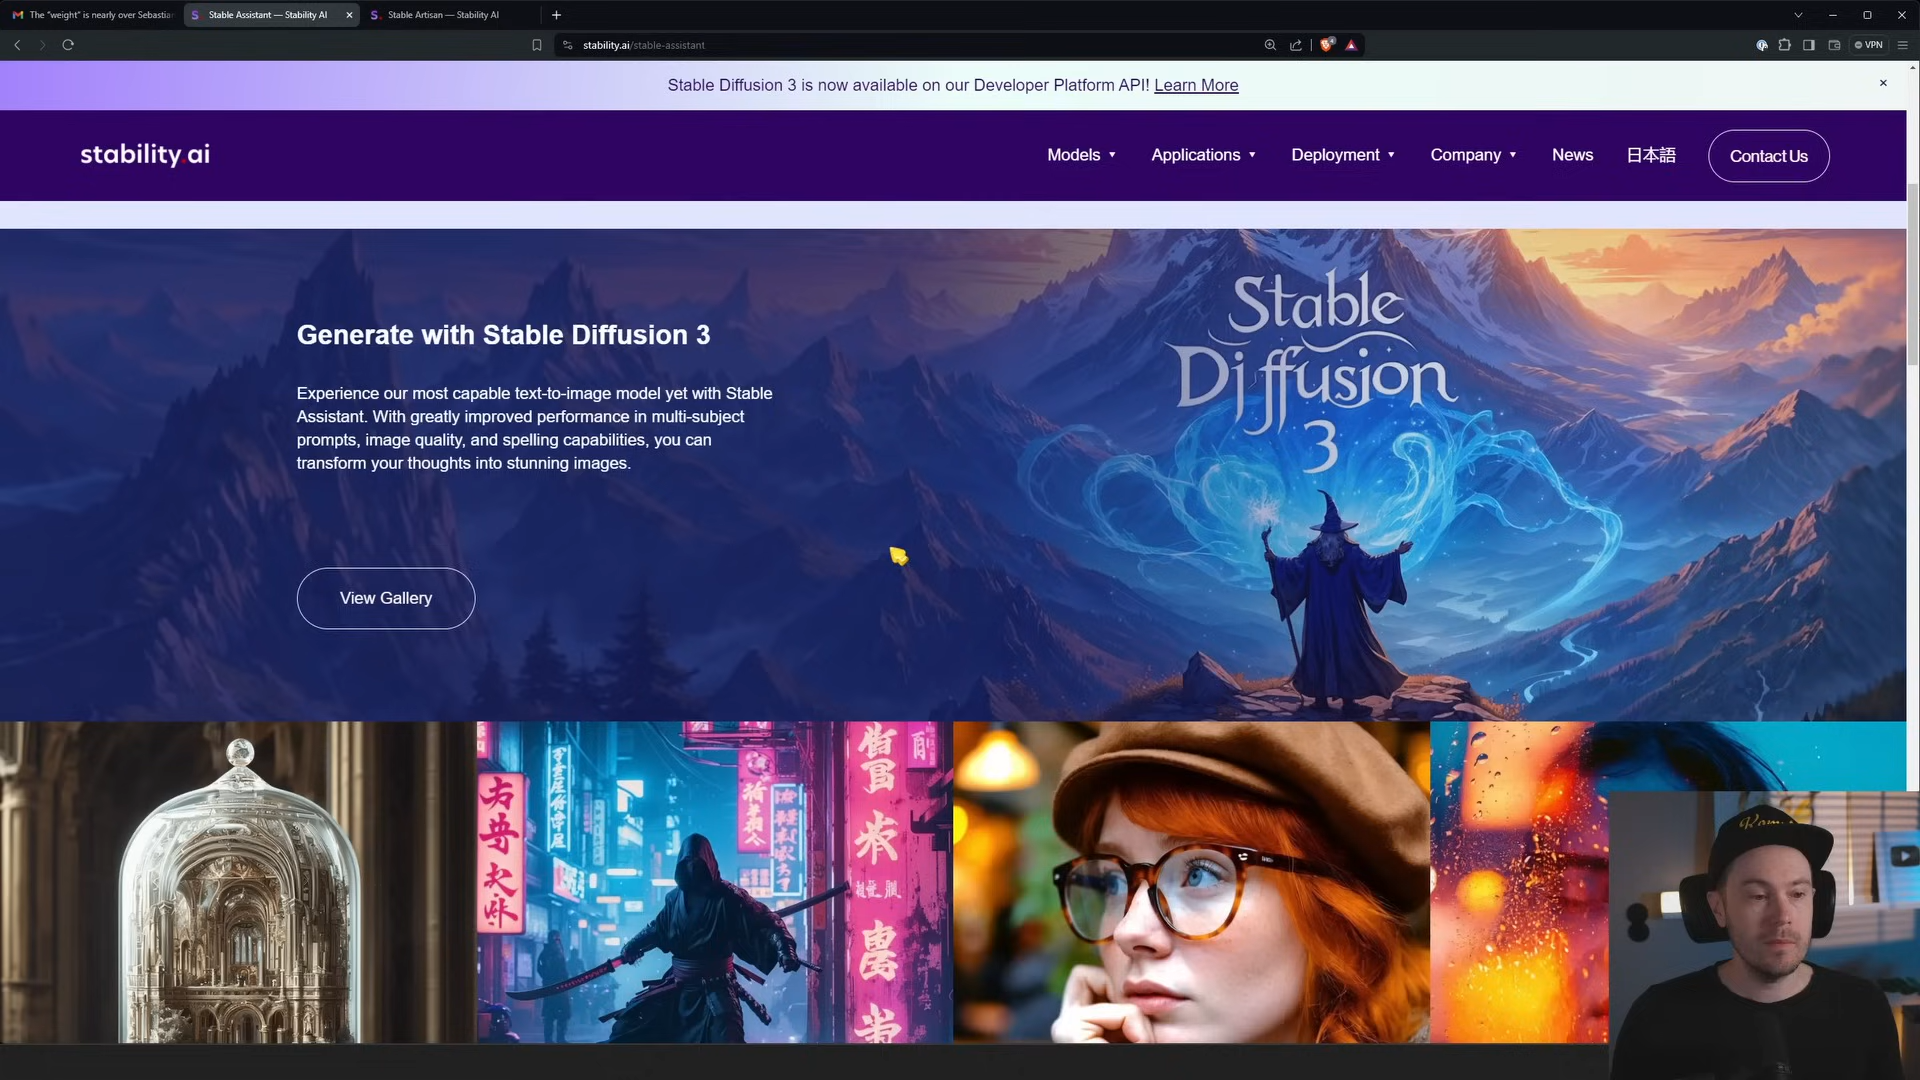 The "weight" is nearly over Sebastia
Stable Assistant — Stability AI
Stable Artisan — Stability AI
stability.ai/stable-assistant
VPN
Stable Diffusion 3 is now available on our Developer Platform API! Learn More
stability.ai
Models
Applications
Deployment
Company
News
日本語
Contact Us
Generate with Stable Diffusion 3
Experience our most capable text-to-image model yet with Stable
Assistant. With greatly improved performance in multi-subject
prompts, image quality, and spelling capabilities, you can
transform your thoughts into stunning images.
View Gallery
Stable
Diffusion
3